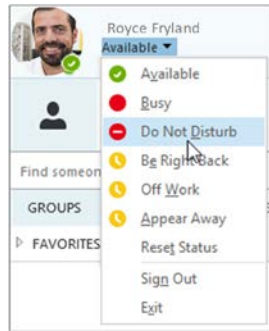 Royce Fryland
Available
Available
Busy
Do Not Disturb
Find someon
Be Right Back
Off Work
GROUPS
Appear Away
FAVORITES
Reset Status
Sign Out
Exit